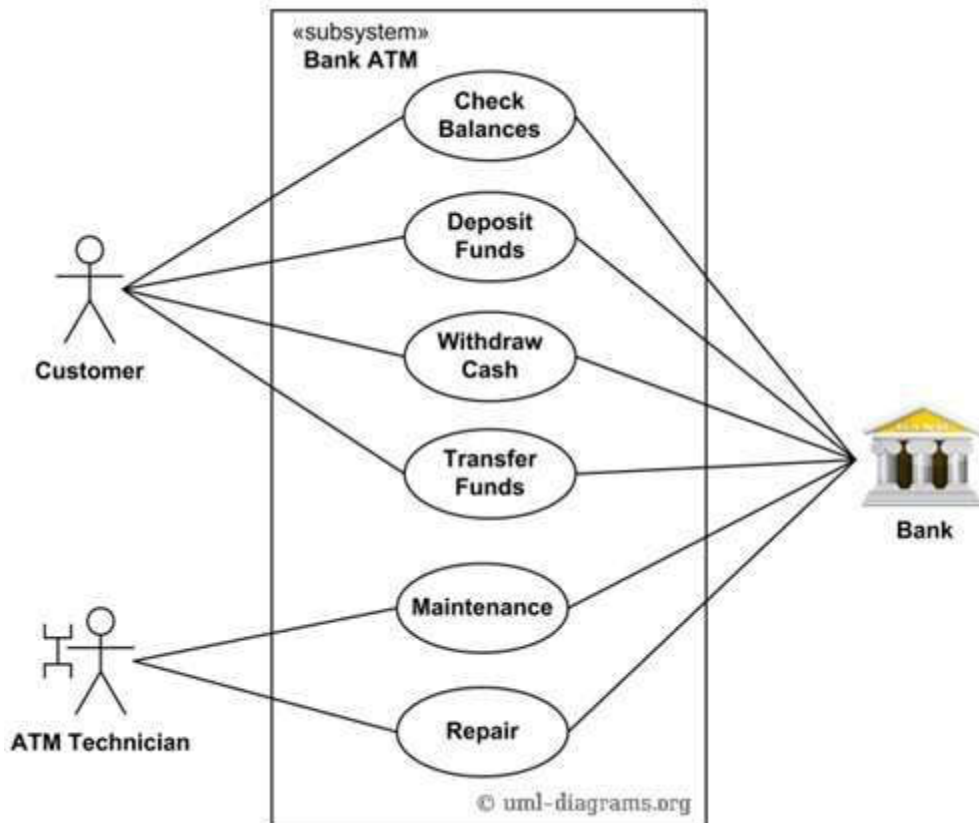 «subsystem»
Bank ATM
Check
Balances
Deposit
Funds
Withdraw
Cash
Customer
Transfer
Funds
BANK
Bank
Maintenance
ATM Technician
Repair
© uml-diagrams.org